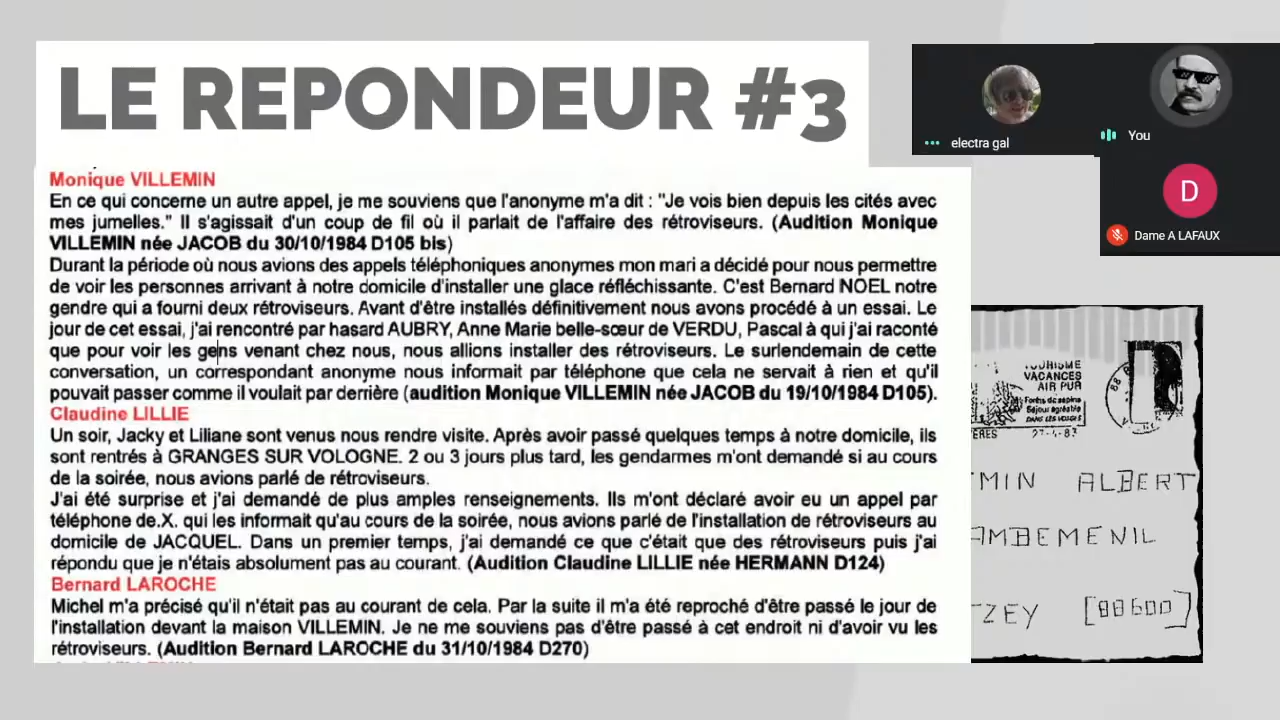 LE REPONDEUR #3
Monique VILLEMIN
En ce qui concerne un autre appel, je me souviens que l'anonyme m'a dit : "Je vois bien depuis les cités avec
mes jumelles." Il s'agissait d'un coup de fil où il parlait de l'affaire des rétroviseurs. (Audition Monique
VILLEMIN née JACOB du 30/10/1984 D105 bis)
Durant la période où nous avions des appels téléphoniques anonymes mon mari a décidé pour nous permettre
de voir les personnes arrivant à notre domicile d'installer une glace réfléchissante. C'est Bernard NOEL notre
gendre qui a fourni deux rétroviseurs. Avant d'être installés définitivement nous avons procédé à un essai. Le
jour de cet essai, j'ai rencontré par hasard AUBRY, Anne Marie belle-sœur de VERDU, Pascal à qui j'ai raconté
que pour voir les gens venant chez nous, nous allions installer des rétroviseurs. Le surlendemain de cette
conversation, un correspondant anonyme nous informait par téléphone que cela ne servait à rien et qu'il
pouvait passer comme il voulait par derrière (audition Monique VILLEMIN née JACOB du 19/10/1984 D105).
Claudine LILLIE
Un soir, Jacky et Liliane sont venus nous rendre visite. Après avoir passé quelques temps à notre domicile, ils
sont rentrés à GRANGES SUR VOLOGNE. 2 ou 3 jours plus tard, les gendarmes m'ont demandé si au cours
de la soirée, nous avions parlé de rétroviseurs.
J'ai été surprise et j'ai demandé de plus amples renseignements. Ils m'ont déclaré avoir eu un appel par
téléphone de.X. qui les informait qu'au cours de la soirée, nous avions parlé de l'installation de rétroviseurs au
domicile de JACQUEL. Dans un premier temps, j'ai demandé ce que c'était que des rétroviseurs puis j'ai
répondu que je n'étais absolument pas au courant. (Audition Claudine LILLIE née HERMANN D124)
Bernard LAROCHE
Michel m'a précisé qu'il n'était pas au courant de cela. Par la suite il m'a été reproché d'être passé le jour de
l'installation devant la maison VILLEMIN. Je ne me souviens pas d'être passé à cet endroit ni d'avoir vu les
rétroviseurs. (Audition Bernard LAROCHE du 31/10/1984 D270)
electra gal
You
D
Dame A LAFAUX
TOURISME
VACANCES
AIR PUR
Forêts de sapins
Séjour agréable
DANS LES VOSGES
88
MIN ALBERT
AMBEMENIL
TZEY [88600]